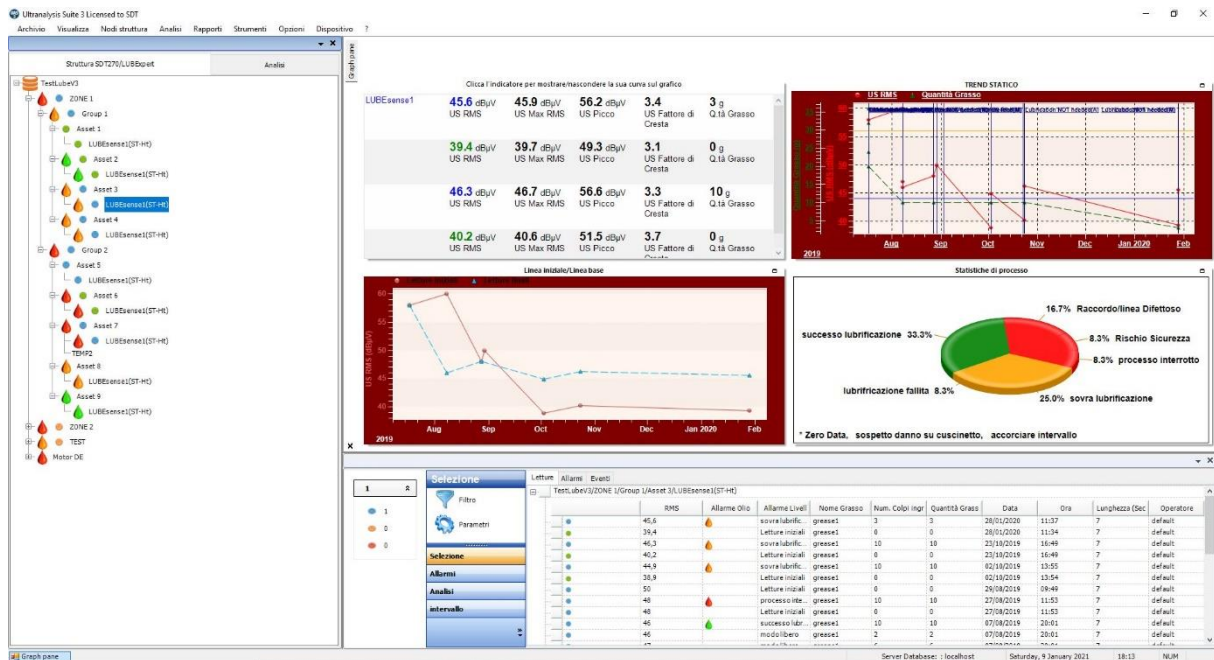 Ultranalysis Suite 3 Licensed to SDT
Archivio Visualizza Nodi struttura Analisi Rapporti Strumenti Opzioni Dispositivo ?
Struttura SDT270/LUBExpert Analisi
TestLubeV3
ZONE 1
Group 1
Asset 1
LUBEsense1(ST-Ht)
Asset 2
LUBEsense1(ST-Ht)
Asset 3
LUBEsense1(ST-Ht)
Asset 4
LUBEsense1(ST-Ht)
Group 2
Asset 5
LUBEsense1(ST-Ht)
Asset 6
LUBEsense1(ST-Ht)
Asset 7
LUBEsense1(ST-Ht)
TEMP2
Asset 8
LUBEsense1(ST-Ht)
Asset 9
LUBEsense1(ST-Ht)
ZONE 2
TEST
Motor DE
Graph pane
Clicca l'indicatore per mostrare/nascondere la sua curva sul grafico
LUBEsense1 45.6 dBµV 45.9 dBµV 56.2 dBµV 3.4 3 g
US RMS US Max RMS US Picco US Fattore di Cresta Q.tà Grasso
39.4 dBµV 39.7 dBµV 49.3 dBµV 3.1 0 g
US RMS US Max RMS US Picco US Fattore di Cresta Q.tà Grasso
46.3 dBµV 46.7 dBµV 56.6 dBµV 3.3 10 g
US RMS US Max RMS US Picco US Fattore di Cresta Q.tà Grasso
40.2 dBµV 40.6 dBµV 51.5 dBµV 3.7 0 g
US RMS US Max RMS US Picco US Fattore di Q.tà Grasso
TREND STATICO
US RMS Quantità Grasso
Lubrication NOT needed[M]
Aug Sep Oct Nov Dec Jan 2020 Feb
2019
Linea iniziale/Linea base
US RMS (dBµV)
60
55
50
45
40
Aug Sep Oct Nov Dec Jan 2020 Feb
2019
Statistiche di processo
16.7% Raccordo/linea Difettoso
successo lubrificazione 33.3%
8.3% Rischio Sicurezza
8.3% processo interrotto
lubrifricazione fallita 8.3%
25.0% sovra lubrificazione
* Zero Data, sospetto danno su cuscinetto, accorciare intervallo
1
1
0
0
Selezione
Filtro
Parametri
Selezione
Allarmi
Analisi
intervallo
Letture Allarmi Eventi
TestLubeV3/ZONE 1/Group 1/Asset 3/LUBEsense1(ST-Ht)
RMS Allarme Olio Allarme Livell Nome Grasso Num. Colpi ingr Quantità Grass Data Ora Lunghezza (Sec Operatore
45,6 sovra lubrific... grease1 3 3 28/01/2020 11:37 7 default
39,4 Letture iniziali grease1 0 0 28/01/2020 11:34 7 default
46,3 sovra lubrific... grease1 10 10 23/10/2019 16:49 7 default
40,2 Letture iniziali grease1 0 0 23/10/2019 16:49 7 default
44,9 sovra lubrific... grease1 10 10 02/10/2019 13:55 7 default
38,9 Letture iniziali grease1 0 0 02/10/2019 13:54 7 default
50 Letture iniziali grease1 0 0 29/08/2019 09:49 7 default
48 processo inte... grease1 10 10 27/08/2019 11:53 7 default
48 Letture iniziali grease1 0 0 27/08/2019 11:53 7 default
46 successo lubr... grease1 10 10 07/08/2019 20:01 7 default
46 modo libero grease1 2 2 07/08/2019 20:01 7 default
Graph pane Server Database: : localhost Saturday, 9 January 2021 18:13 NUM